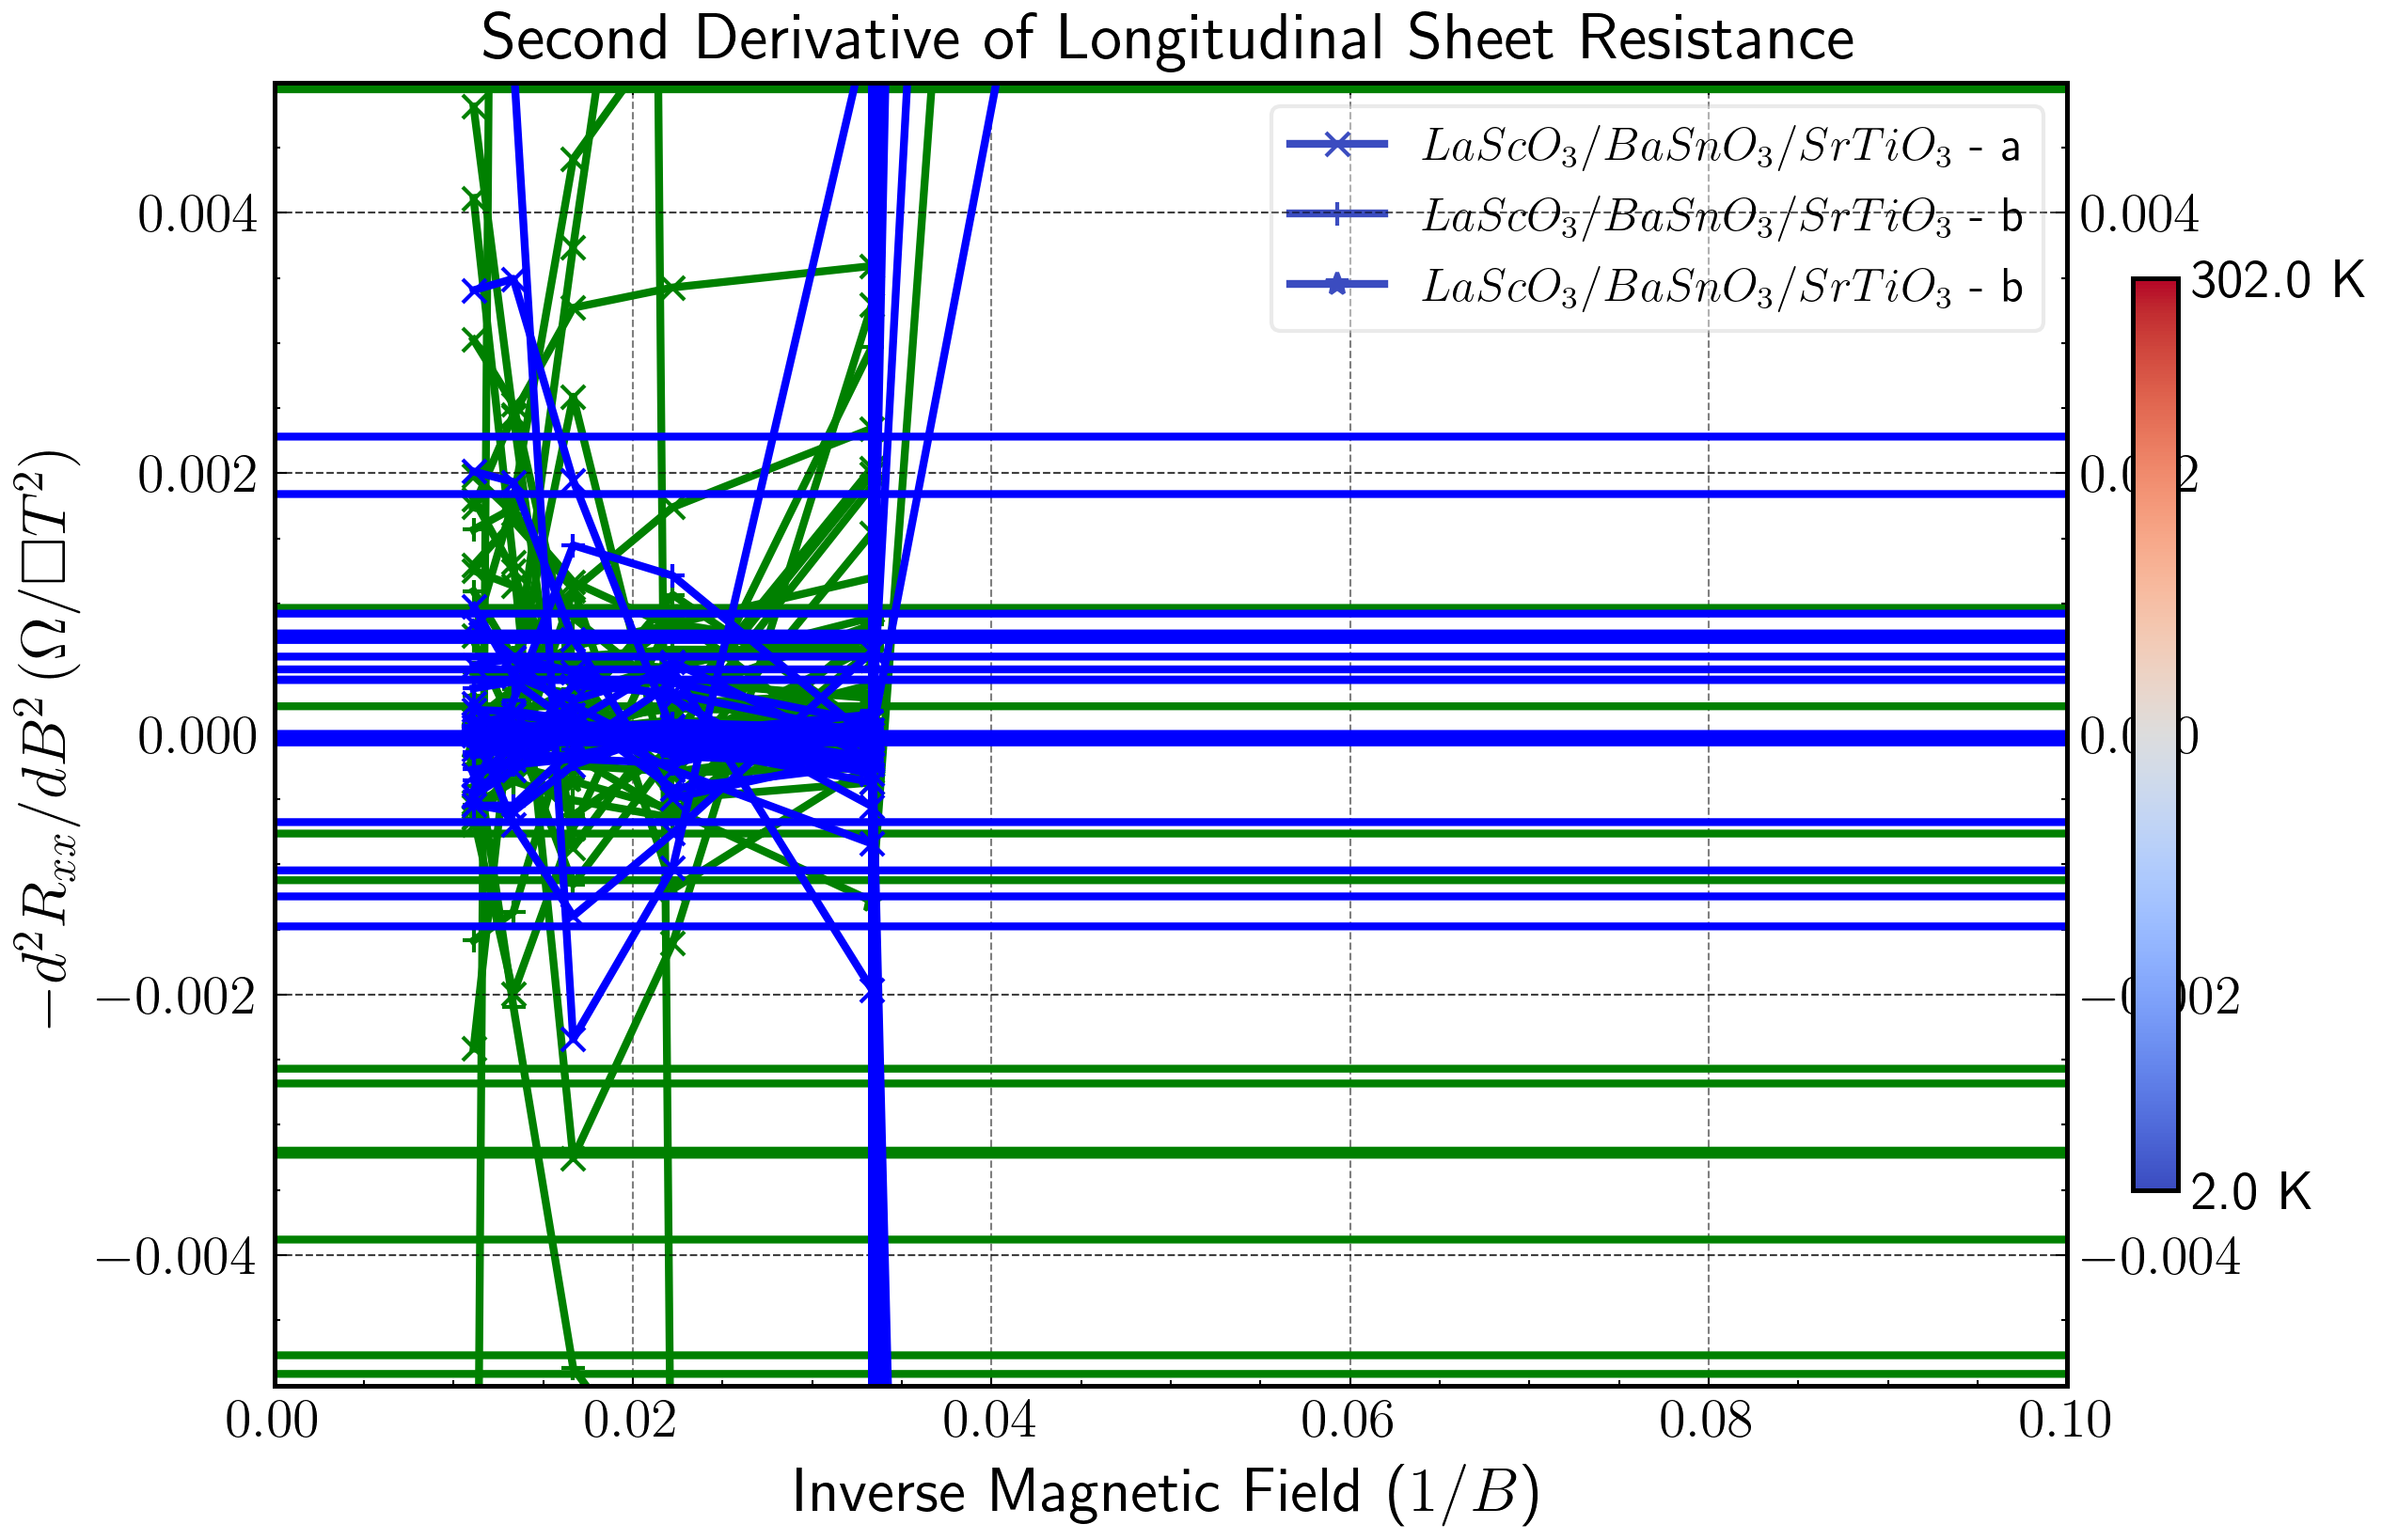 Second Derivative of Longitudinal Sheet Resistance
LaScO₃/BaSnO₃/SrTiO₃ - a
LaScO₃/BaSnO₃/SrTiO₃ - b
LaScO₃/BaSnO₃/SrTiO₃ - b
−d²Rₓₓ/dB² (Ω/□T²)
0.004
0.002
0.000
−0.002
−0.004
0.004
−0.004
302.0 K
2.0 K
0.00 0.02 0.04 0.06 0.08 0.10
Inverse Magnetic Field (1/B)